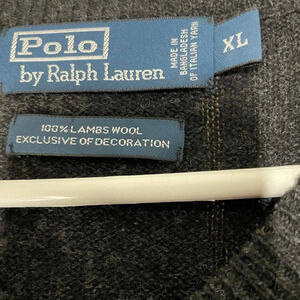 Polo
by Ralph Lauren
MADE IN
BANGLADESH
OF ITALIAN YARN
XL
100% LAMBS WOOL
EXCLUSIVE OF DECORATION